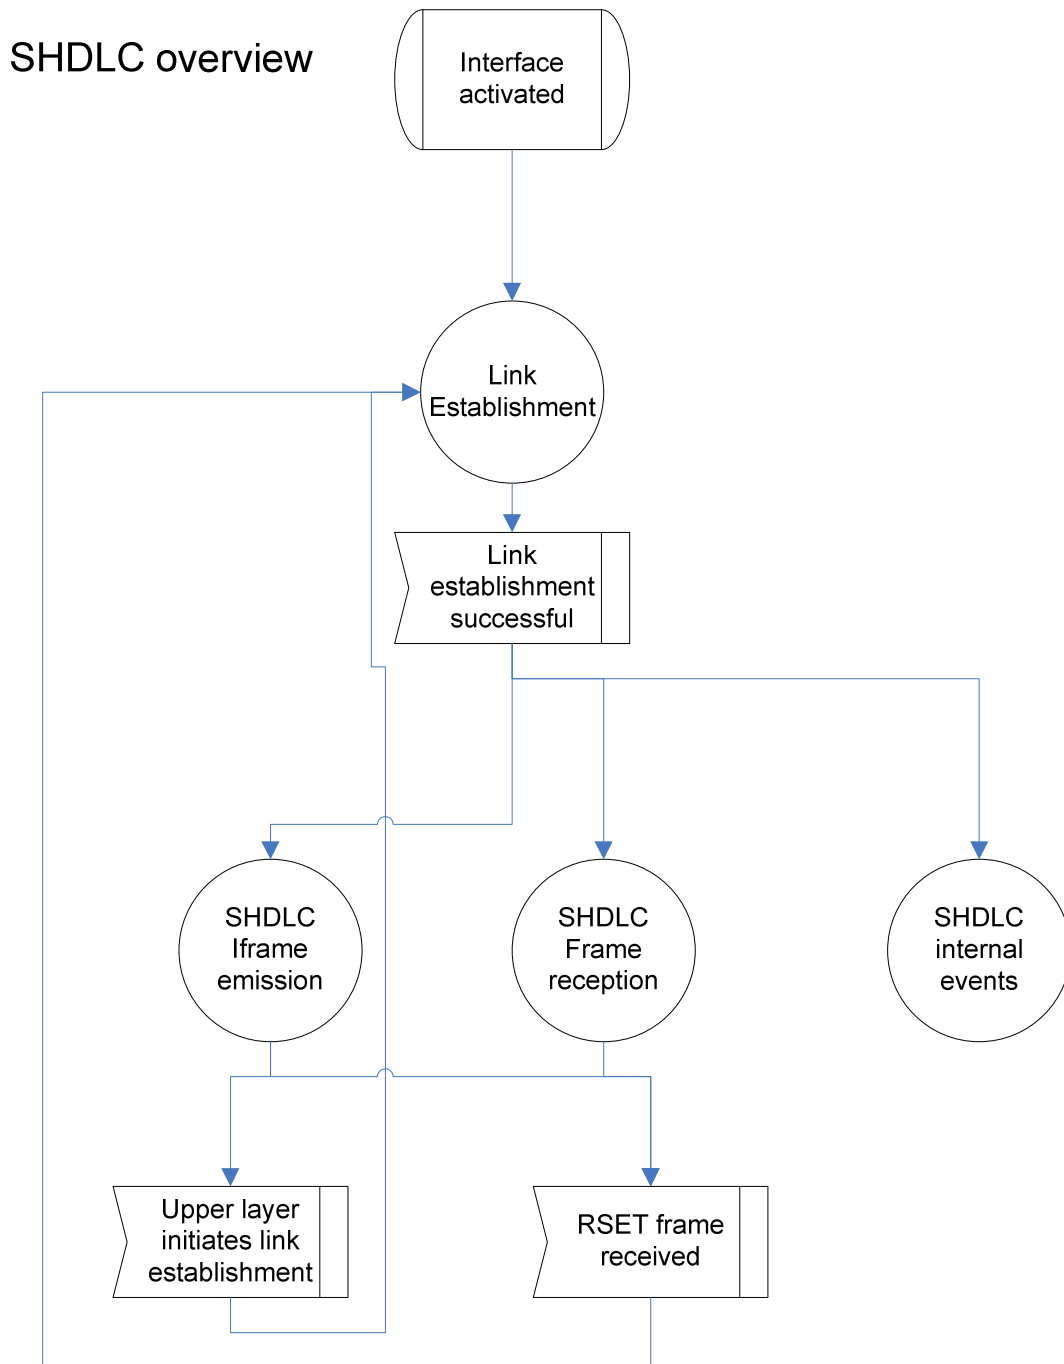 SHDLC overview
Interface
activated
Link
Establishment
Link
establishment
successful
SHDLC
Iframe
emission
SHDLC
Frame
reception
SHDLC
internal
events
Upper layer
initiates link
establishment
RSET frame
received